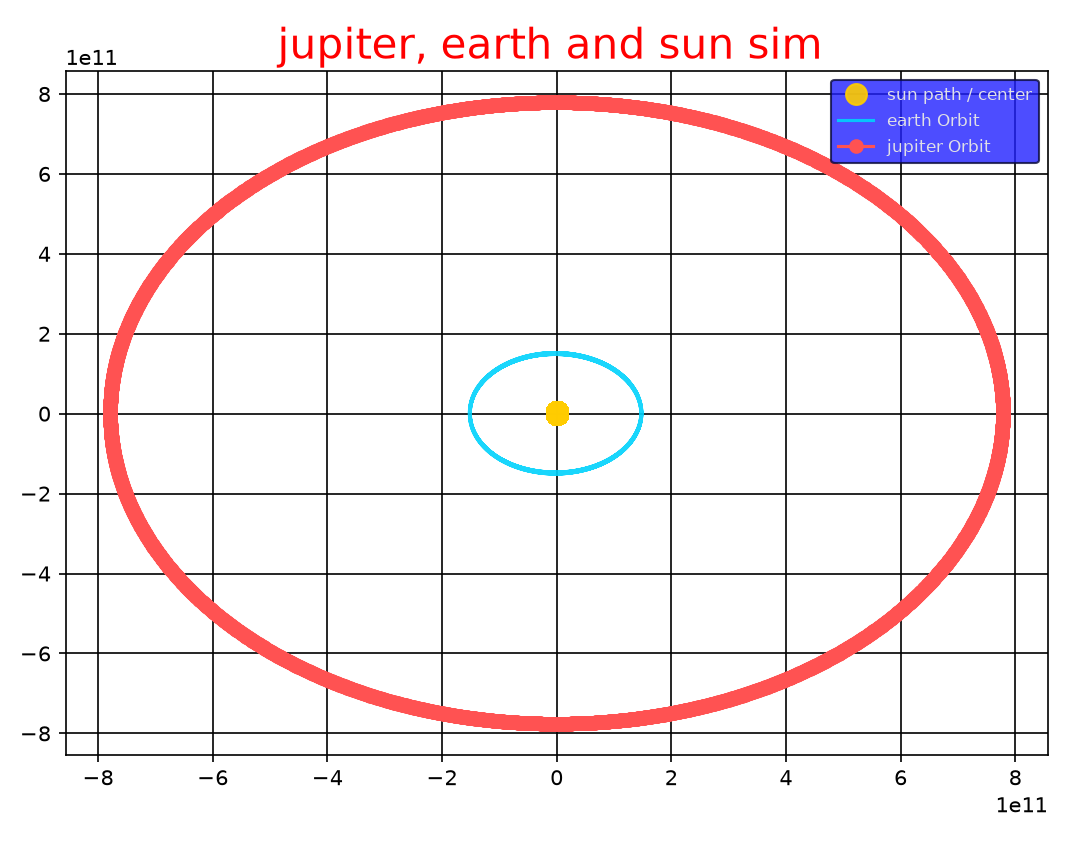 jupiter, earth and sun sim
1e11
sun path / center
earth Orbit
jupiter Orbit
8
6
4
2
0
−2
−4
−6
−8
−8 −6 −4 −2 0 2 4 6 8
1e11